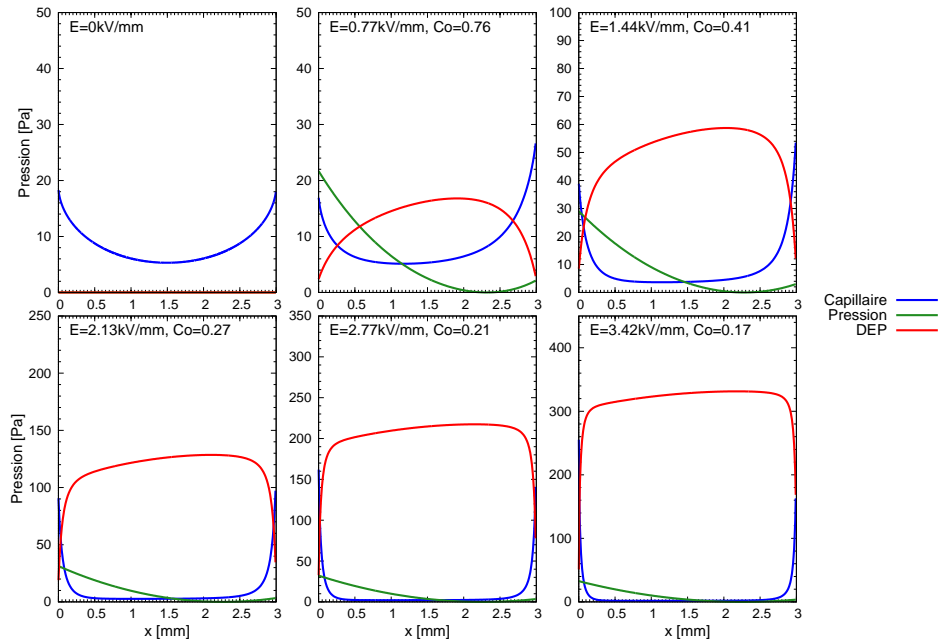 E=0kV/mm
50
40
30
20
10
0
0 0.5 1 1.5 2 2.5 3
Pression [Pa]
E=0.77kV/mm, Co=0.76
50
40
30
20
10
0
0 0.5 1 1.5 2 2.5 3
E=1.44kV/mm, Co=0.41
100
90
80
70
60
50
40
30
20
10
0
0 0.5 1 1.5 2 2.5 3
E=2.13kV/mm, Co=0.27
250
200
150
100
50
0
0 0.5 1 1.5 2 2.5 3
Pression [Pa]
x [mm]
E=2.77kV/mm, Co=0.21
350
300
250
200
150
100
50
0
0 0.5 1 1.5 2 2.5 3
x [mm]
E=3.42kV/mm, Co=0.17
400
300
200
100
0
0 0.5 1 1.5 2 2.5 3
x [mm]
Capillaire
Pression
DEP